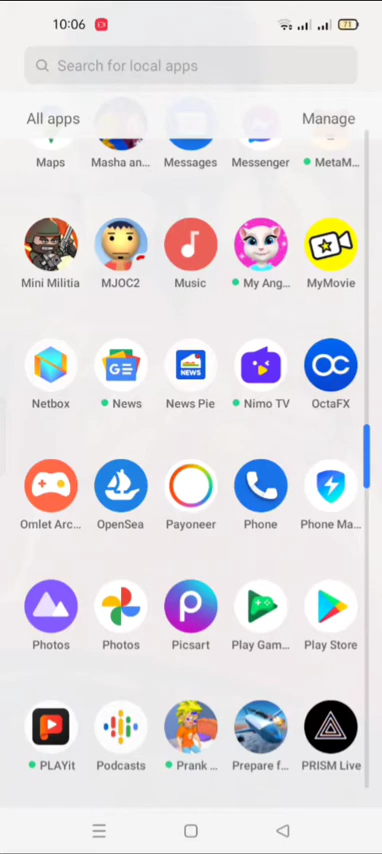 10:06
71
Search for local apps
All apps
Manage
Maps
Masha an...
Messages
Messenger
MetaM...
Mini Militia
MJOC2
Music
My Ang...
MyMovie
Netbox
News
NEWS
News Pie
Nimo TV
OctaFX
Omlet Arc...
OpenSea
Payoneer
Phone
Phone Ma...
Photos
Photos
Picsart
Play Gam...
Play Store
PLAYit
Podcasts
Prank ...
Prepare f...
PRISM Live